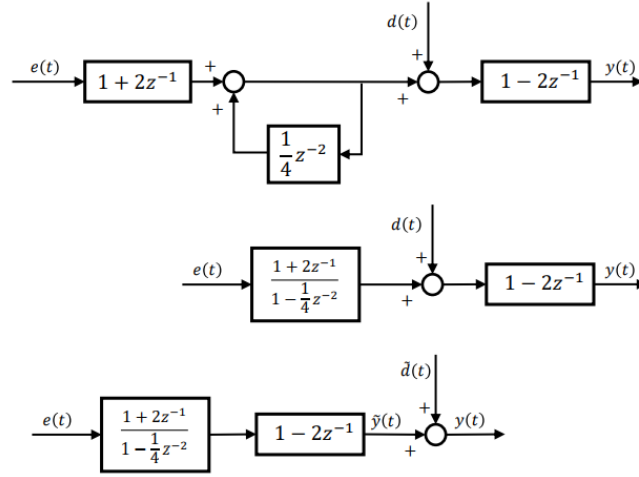 d(t)
e(t) 1 + 2z⁻¹ + + + + 1 − 2z⁻¹ y(t)
1/4 z⁻²
d(t)
e(t) (1 + 2z⁻¹)/(1 − 1/4 z⁻²) + + 1 − 2z⁻¹ y(t)
d̃(t)
e(t) (1 + 2z⁻¹)/(1 − 1/4 z⁻²) 1 − 2z⁻¹ ỹ(t) + + y(t)